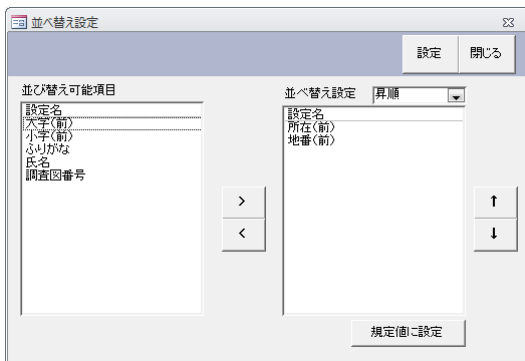 並べ替え設定
設定 閉じる
並び替え可能項目
設定名
大字(前)
小字(前)
ふりがな
氏名
調査図番号
>
<
並べ替え設定 昇順
設定名
所在(前)
地番(前)
↑
↓
規定値に設定